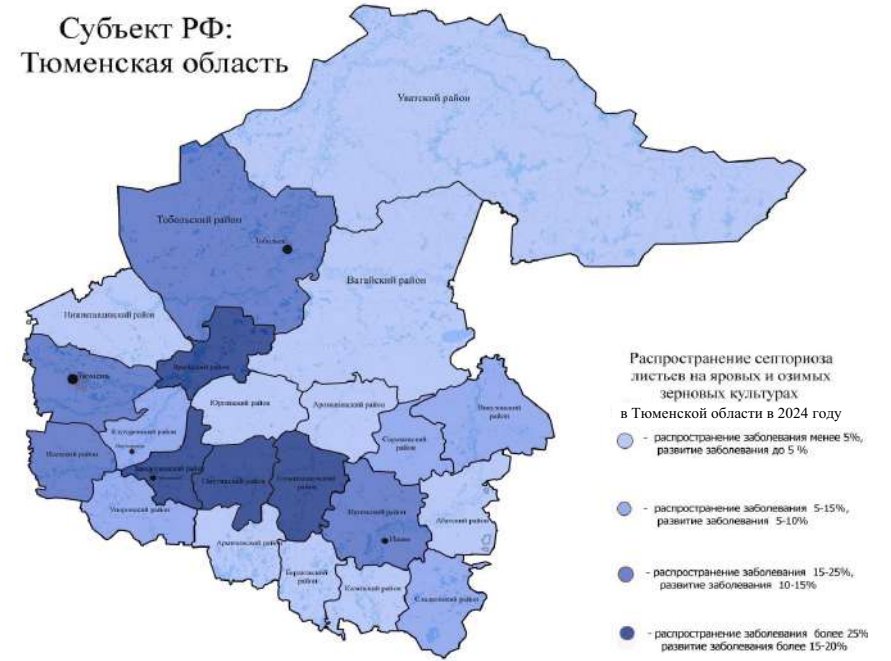 Субъект РФ:
Тюменская область
Уватский район
Тобольский район
Тобольск
Вагайский район
Нижнетавдинский район
Ярковский район
Тюмень
Юргинский район
Аромашевский район
Викуловский район
Сорокинский район
Исетский район
Омутинский район
Упоровский район
Ишимский район
Ишим
Абатский район
Армизонский район
Бердюжский район
Казанский район
Сладковский район
Распространение септориоза
листьев на яровых и озимых
зерновых культурах
в Тюменской области в 2024 году
- распространение заболевания менее 5%,
развитие заболевания до 5 %
- распространение заболевания 5-15%,
развитие заболевания 5-10%
- распространение заболевания 15-25%,
развитие заболевания 10-15%
- распространение заболевания более 25%
развитие заболевания более 15-20%